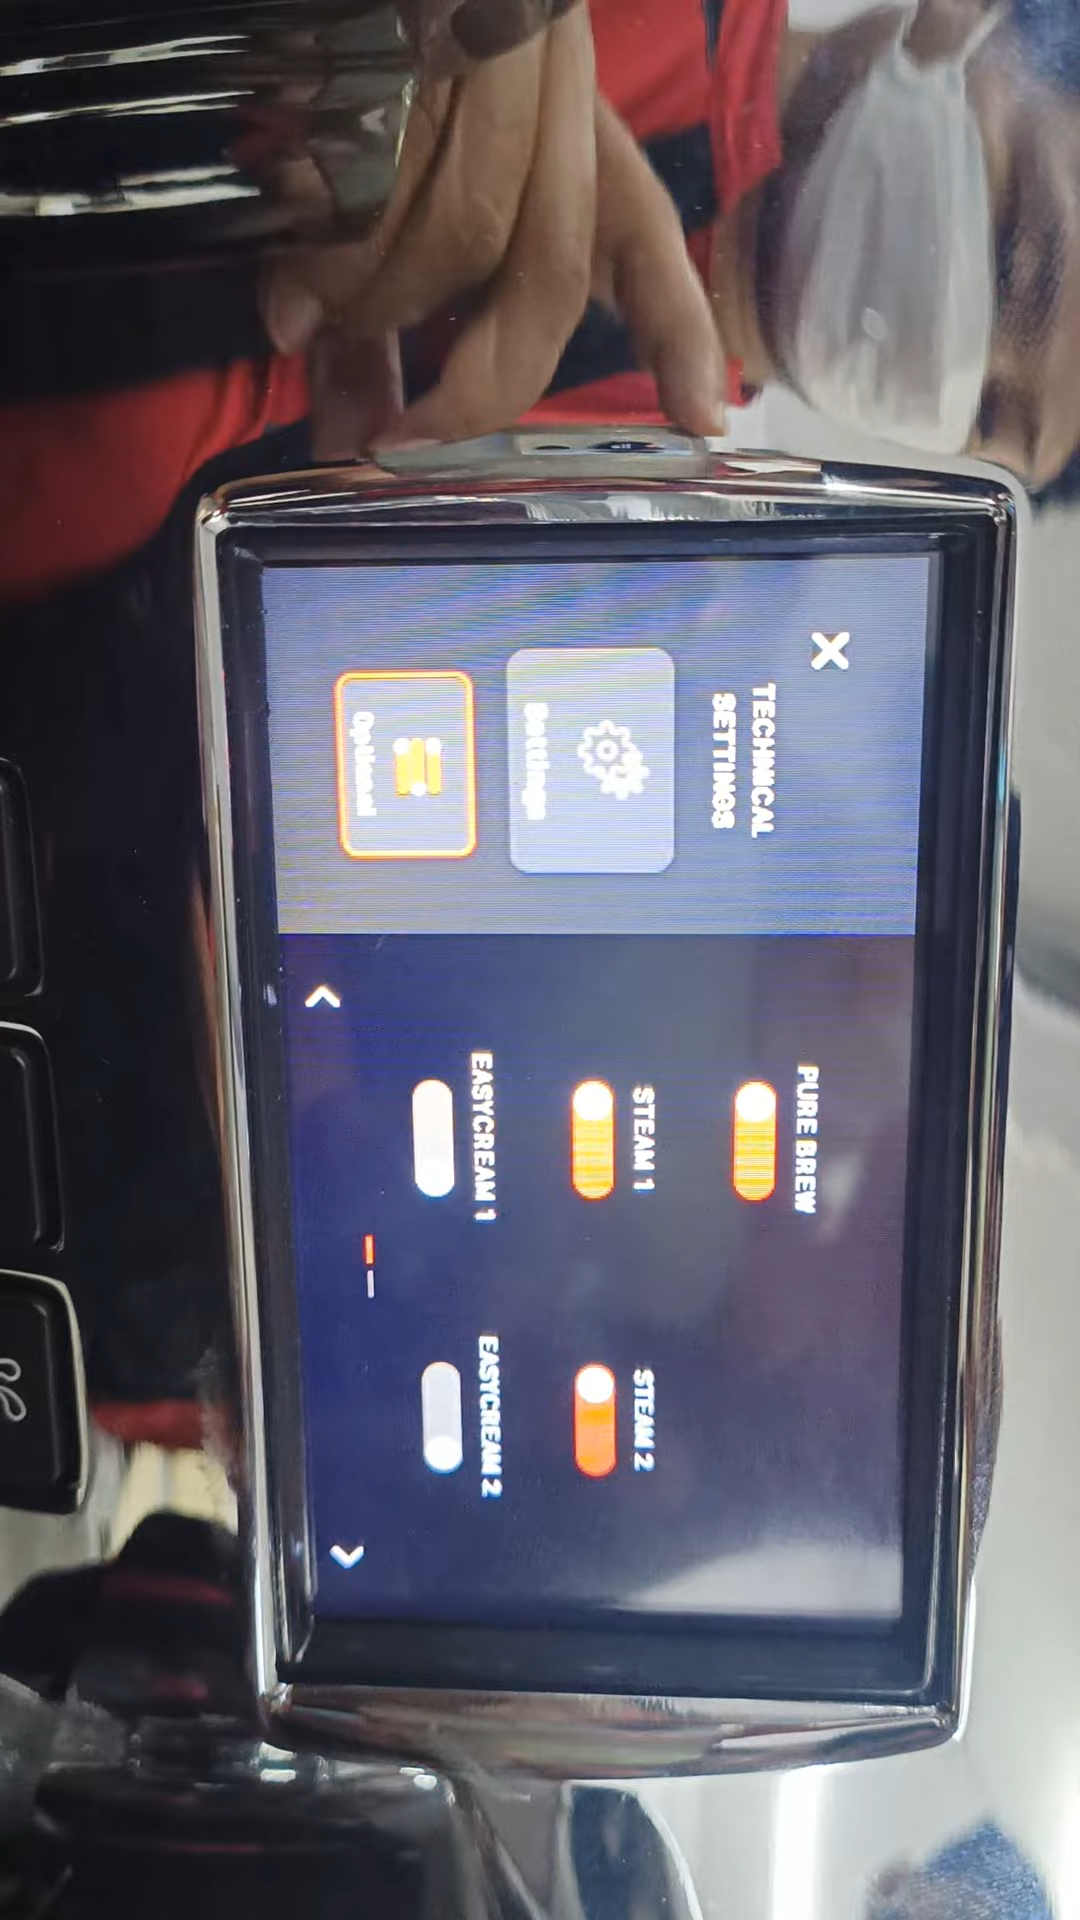 TECHNICAL
SETTINGS
Settings
Optional
PURE BREW
STEAM 1
STEAM 2
EASYCREAM 1
EASYCREAM 2